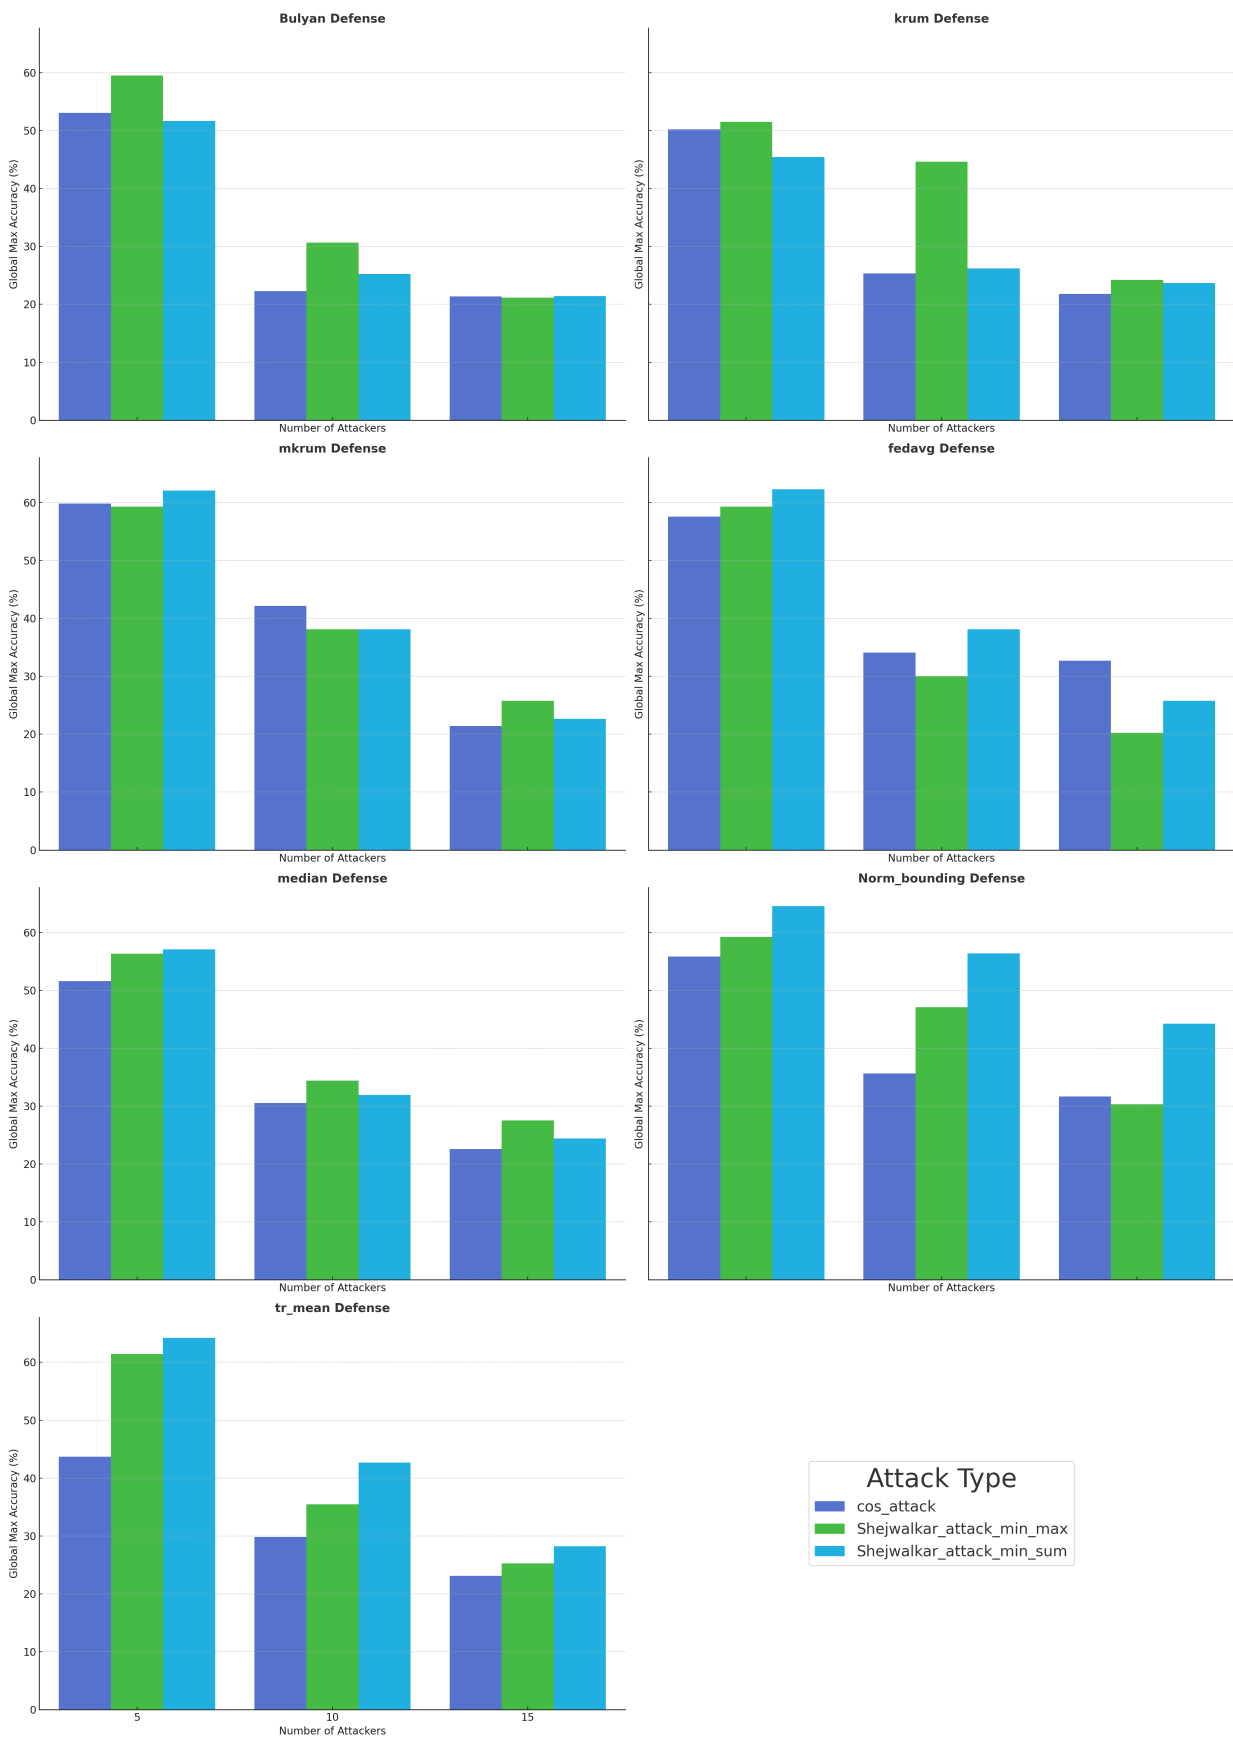 Bulyan Defense
Global Max Accuracy (%)
60
50
40
30
20
10
0
Number of Attackers
krum Defense
Global Max Accuracy (%)
Number of Attackers
mkrum Defense
Global Max Accuracy (%)
60
50
40
30
20
10
0
Number of Attackers
fedavg Defense
Global Max Accuracy (%)
Number of Attackers
median Defense
Global Max Accuracy (%)
60
50
40
30
20
10
0
Number of Attackers
Norm_bounding Defense
Global Max Accuracy (%)
Number of Attackers
tr_mean Defense
Global Max Accuracy (%)
60
50
40
30
20
10
0
5 10 15
Number of Attackers
Attack Type
cos_attack
Shejwalkar_attack_min_max
Shejwalkar_attack_min_sum